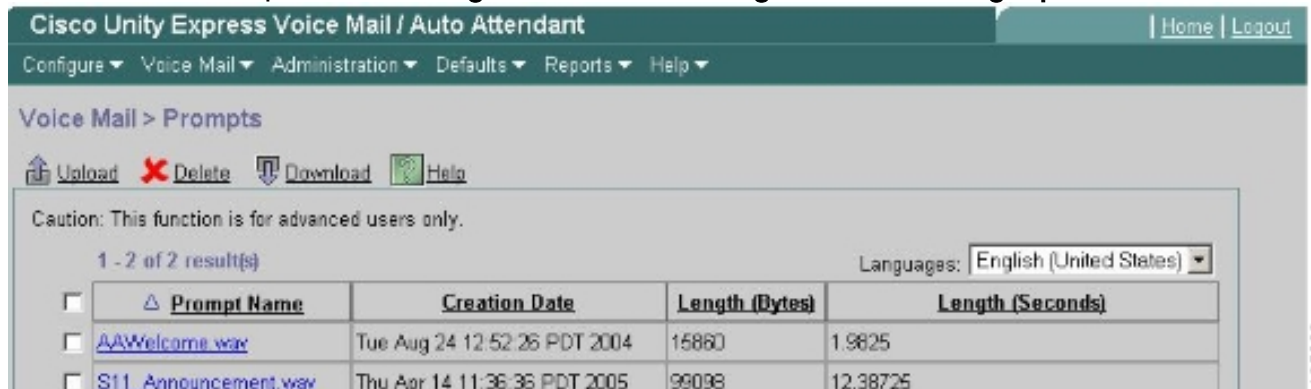 Cisco Unity Express Voice Mail / Auto Attendant | Home | Logout
Configure Voice Mail Administration Defaults Reports Help
Voice Mail > Prompts
Upload Delete Download Help
Caution: This function is for advanced users only.
1 - 2 of 2 result(s) Languages: English (United States)
Prompt Name Creation Date Length (Bytes) Length (Seconds)
AAWelcome.wav Tue Aug 24 12:52:26 PDT 2004 15860 1.9825
S11_Announcement.wav Thu Apr 14 11:36:36 PDT 2005 99098 12.38725